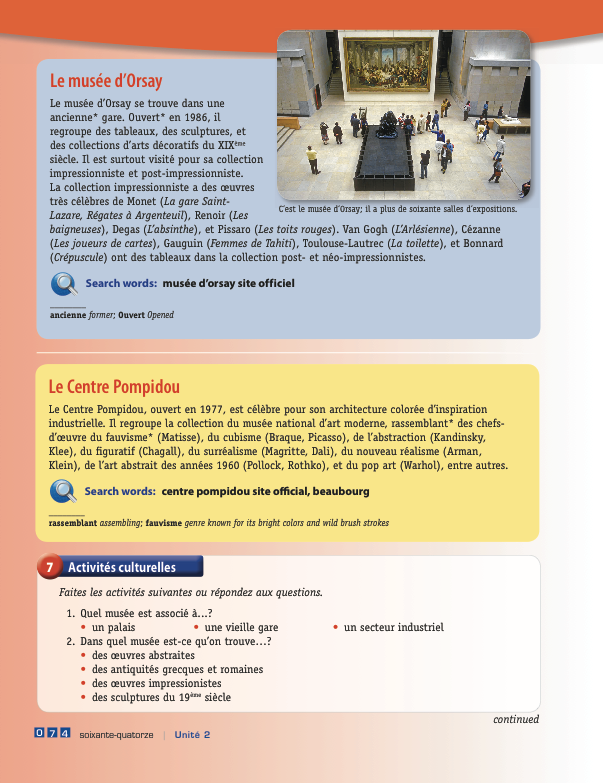 Le musée d'Orsay
Le musée d'Orsay se trouve dans une
ancienne* gare. Ouvert* en 1986, il
regroupe des tableaux, des sculptures, et
des collections d'arts décoratifs du XIXème
siècle. Il est surtout visité pour sa collection
impressionniste et post-impressionniste.
La collection impressionniste a des œuvres
très célèbres de Monet (La gare Saint-
Lazare, Régates à Argenteuil), Renoir (Les
baigneuses), Degas (L'absinthe), et Pissaro (Les toits rouges). Van Gogh (L'Arlésienne), Cézanne
(Les joueurs de cartes), Gauguin (Femmes de Tahiti), Toulouse-Lautrec (La toilette), et Bonnard
(Crépuscule) ont des tableaux dans la collection post- et néo-impressionnistes.
C'est le musée d'Orsay; il a plus de soixante salles d'expositions.
Search words: musée d'orsay site officiel
ancienne former; Ouvert Opened
Le Centre Pompidou
Le Centre Pompidou, ouvert en 1977, est célèbre pour son architecture colorée d'inspiration
industrielle. Il regroupe la collection du musée national d'art moderne, rassemblant* des chefs-
d'œuvre du fauvisme* (Matisse), du cubisme (Braque, Picasso), de l'abstraction (Kandinsky,
Klee), du figuratif (Chagall), du surréalisme (Magritte, Dali), du nouveau réalisme (Arman,
Klein), de l'art abstrait des années 1960 (Pollock, Rothko), et du pop art (Warhol), entre autres.
Search words: centre pompidou site official, beaubourg
rassemblant assembling; fauvisme genre known for its bright colors and wild brush strokes
7 Activités culturelles
Faites les activités suivantes ou répondez aux questions.
1. Quel musée est associé à...?
• un palais • une vieille gare • un secteur industriel
2. Dans quel musée est-ce qu'on trouve...?
• des œuvres abstraites
• des antiquités grecques et romaines
• des œuvres impressionistes
• des sculptures du 19ème siècle
continued
074 soixante-quatorze | Unité 2